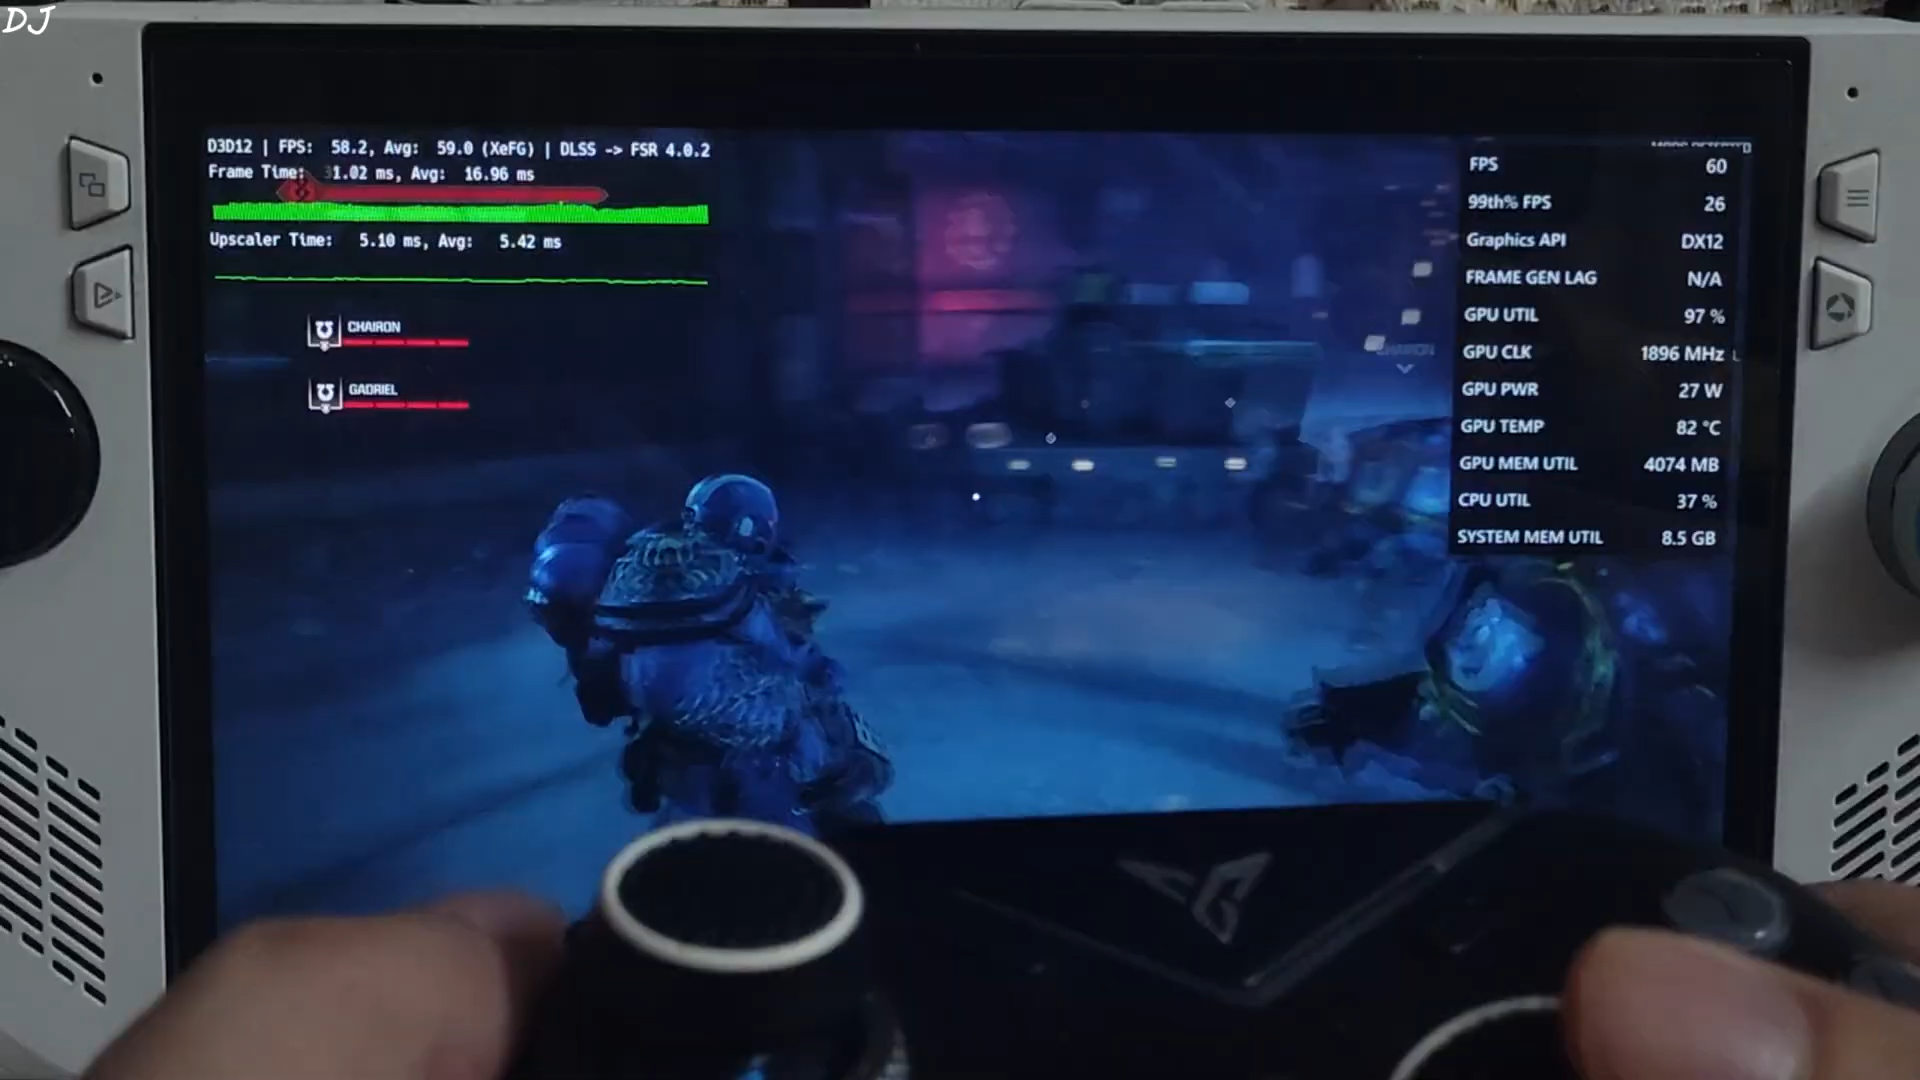 DJ
D3D12 | FPS: 58.2, Avg: 59.0 (XeFG) | DLSS -> FSR 4.0.2
Frame Time: 31.02 ms, Avg: 16.96 ms
Upscaler Time: 5.10 ms, Avg: 5.42 ms
CHAIRON
GADRIEL
CHAIRON
FPS 60
99th% FPS 26
Graphics API DX12
FRAME GEN LAG N/A
GPU UTIL 97 %
GPU CLK 1896 MHz
GPU PWR 27 W
GPU TEMP 82 °C
GPU MEM UTIL 4074 MB
CPU UTIL 37 %
SYSTEM MEM UTIL 8.5 GB